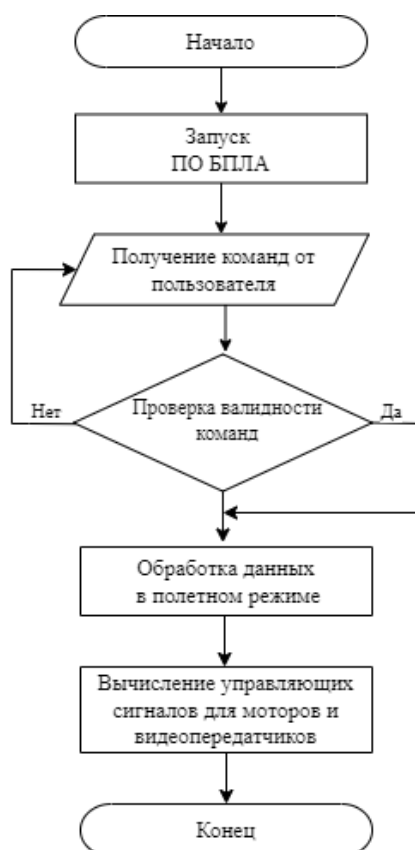 Начало
Запуск
ПО БПЛА
Получение команд от
пользователя
Проверка валидности
команд
Нет
Да
Обработка данных
в полетном режиме
Вычисление управляющих
сигналов для моторов и
видеопередатчиков
Конец